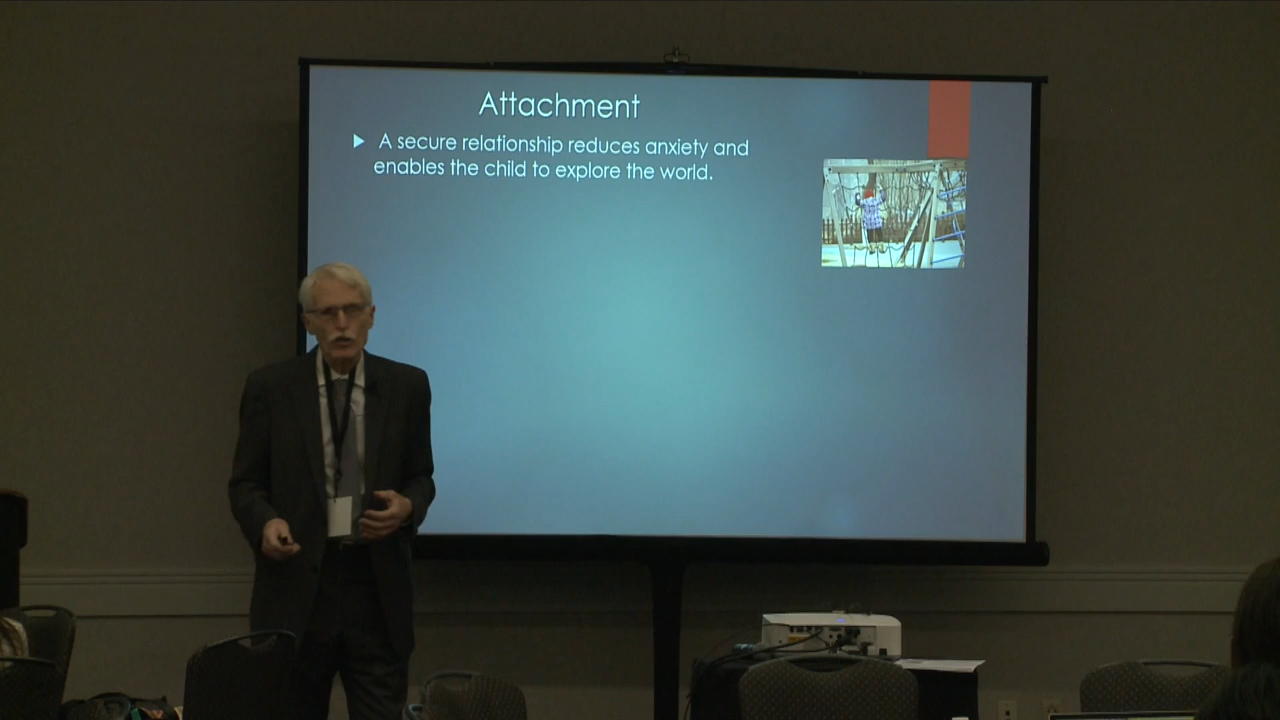 Attachment
A secure relationship reduces anxiety and
enables the child to explore the world.